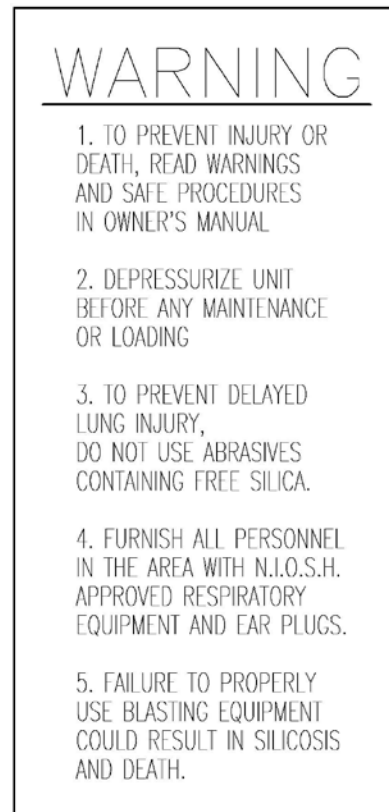 WARNING
1. TO PREVENT INJURY OR
DEATH, READ WARNINGS
AND SAFE PROCEDURES
IN OWNER'S MANUAL
2. DEPRESSURIZE UNIT
BEFORE ANY MAINTENANCE
OR LOADING
3. TO PREVENT DELAYED
LUNG INJURY,
DO NOT USE ABRASIVES
CONTAINING FREE SILICA.
4. FURNISH ALL PERSONNEL
IN THE AREA WITH N.I.O.S.H.
APPROVED RESPIRATORY
EQUIPMENT AND EAR PLUGS.
5. FAILURE TO PROPERLY
USE BLASTING EQUIPMENT
COULD RESULT IN SILICOSIS
AND DEATH.